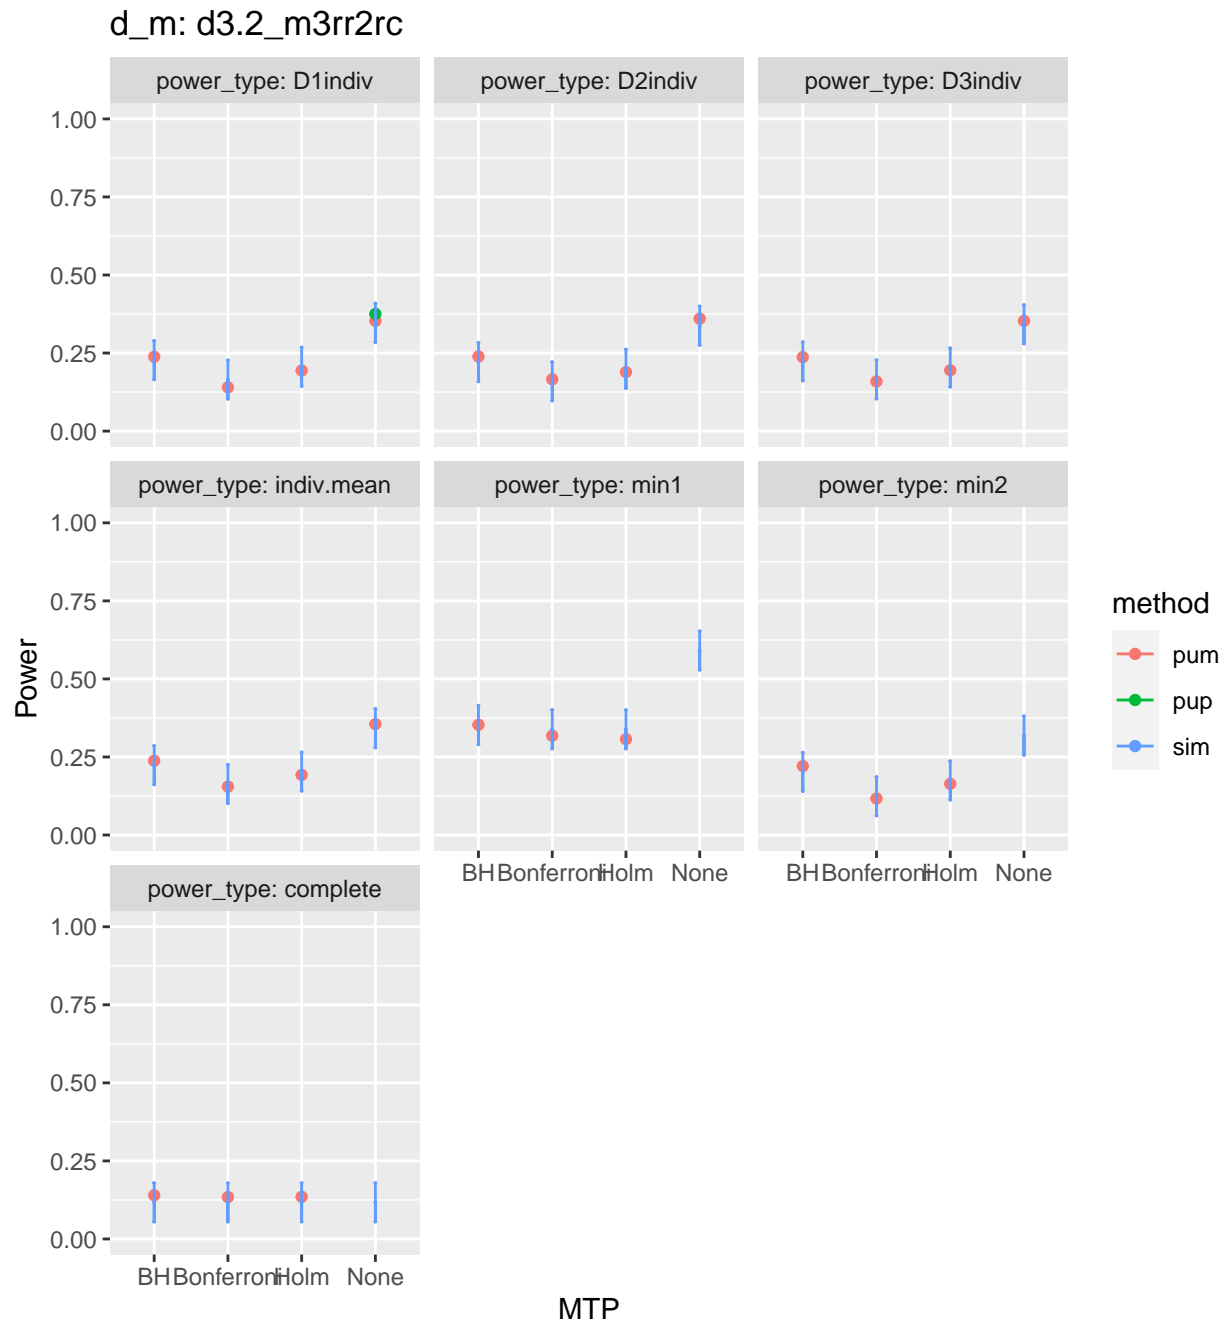 d_m: d3.2_m3rr2rc
power_type: D1indiv
power_type: D2indiv
power_type: D3indiv
1.00
0.75
0.50
0.25
0.00
power_type: indiv.mean
power_type: min1
power_type: min2
1.00
0.75
0.50
0.25
0.00
BH Bonferroni Holm None
BH Bonferroni Holm None
power_type: complete
1.00
0.75
0.50
0.25
0.00
BH Bonferroni Holm None
MTP
Power
method
pum
pup
sim